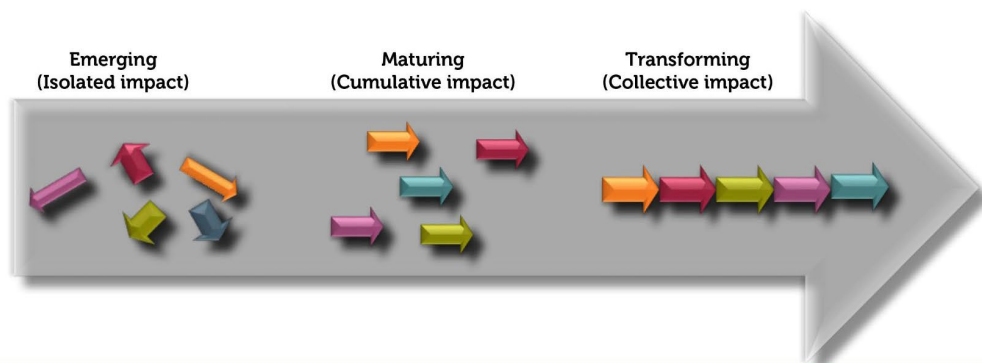 Emerging
(Isolated impact)
Maturing
(Cumulative impact)
Transforming
(Collective impact)